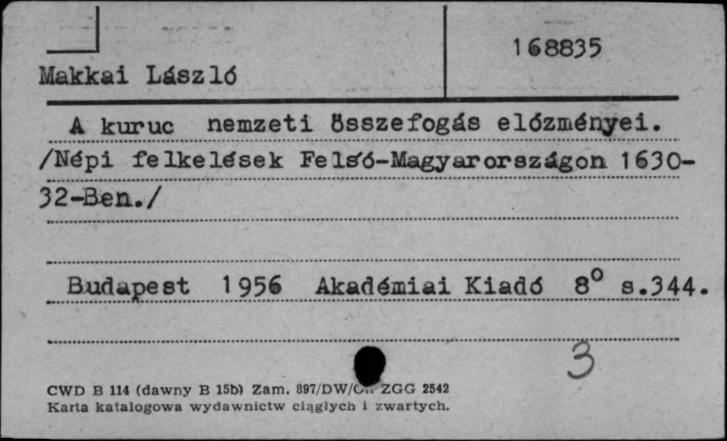 168835
Makkai László
A kuruc nemzeti összefogás előzményei.
/Népi felkelések Felső-Magyarországon 1630-
32-Ben./
Budapest 1956 Akadémiai Kiadó 8° s.344.
3
CWD B 114 (dawny B 15b) Zam. 897/DW/ ZGG 2542
Karta katalogowa wydawnictw ciągłych i zwartych.